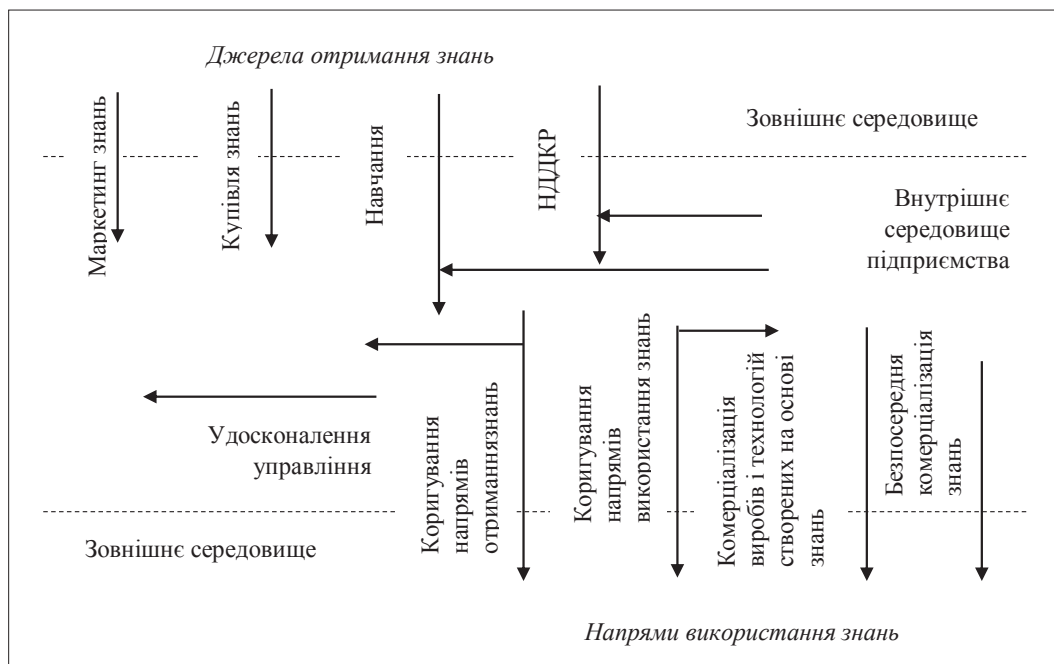 Джерела отримання знань
Маркетинг знань
Купівля знань
Навчання
НДДКР
Зовнішнє середовище
Внутрішнє
середовище
підприємства
Удосконалення
управління
Коригування
напрямів
отриманнязнань
Коригування
напрямів
використання знань
Комерціалізація
виробів і технологій
створених на основі
знань
Безпосередня
комерціалізація
знань
Зовнішнє середовище
Напрями використання знань